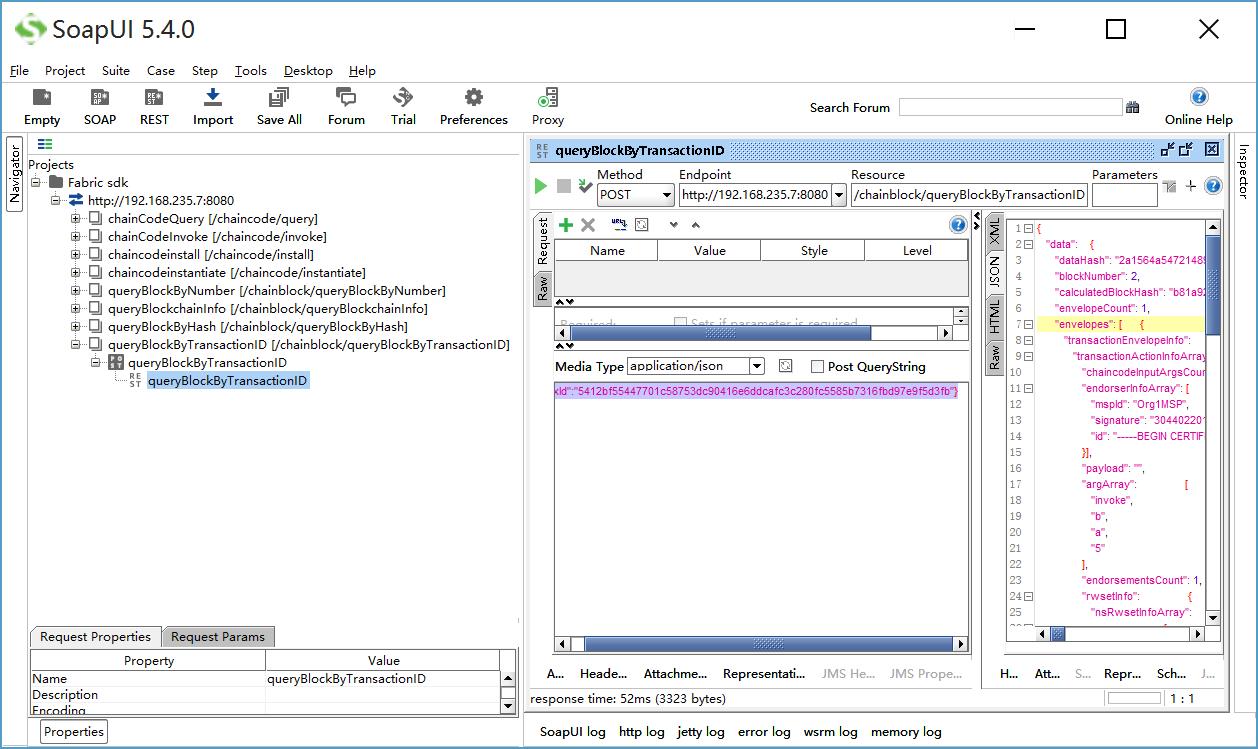 SoapUI 5.4.0
File Project Suite Case Step Tools Desktop Help
Empty SOAP REST Import Save All Forum Trial Preferences Proxy Search Forum Online Help
Navigator
Projects
Fabric sdk
http://192.168.235.7:8080
chainCodeQuery [/chaincode/query]
chainCodeInvoke [/chaincode/invoke]
chaincodeinstall [/chaincode/install]
chaincodeinstantiate [/chaincode/instantiate]
queryBlockByNumber [/chainblock/queryBlockByNumber]
queryBlockchainInfo [/chainblock/queryBlockchainInfo]
queryBlockByHash [/chainblock/queryBlockByHash]
queryBlockByTransactionID [/chainblock/queryBlockByTransactionID]
queryBlockByTransactionID
queryBlockByTransactionID
Request Properties Request Params
Property Value
Name queryBlockByTransactionID
Description
Encoding
Properties
queryBlockByTransactionID
Method Endpoint Resource Parameters
POST http://192.168.235.7:8080 /chainblock/queryBlockByTransactionID
Request
Raw
Name Value Style Level
Required: Sets if parameter is required
Media Type application/json Post QueryString
xId":"5412bf55447701c58753dc90416e6ddcafc3c280fc5585b7316fbd97e9f5d3fb"}
A... Heade... Attachme... Representati... JMS He... JMS Prope...
XML
JSON
HTML
Raw
1 {
2 "data": {
3 "dataHash": "2a1564a5472148
4 "blockNumber": 2,
5 "calculatedBlockHash": "b81a92
6 "envelopeCount": 1,
7 "envelopes": [ {
8 "transactionEnvelopeInfo":
9 "transactionActionInfoArray
10 "chaincodeInputArgsCour
11 "endorserInfoArray": [
12 "mspId": "Org1MSP",
13 "signature": "304402201
14 "id": "-----BEGIN CERTIF
15 }],
16 "payload": "",
17 "argArray": [
18 "invoke",
19 "b",
20 "a",
21 "5"
22 ],
23 "endorsementsCount": 1,
24 "rwsetInfo": {
25 "nsRwsetInfoArray":
H... Att... S... Repr... Sch... J...
response time: 52ms (3323 bytes) 1 : 1
SoapUI log http log jetty log error log wsrm log memory log
Inspector